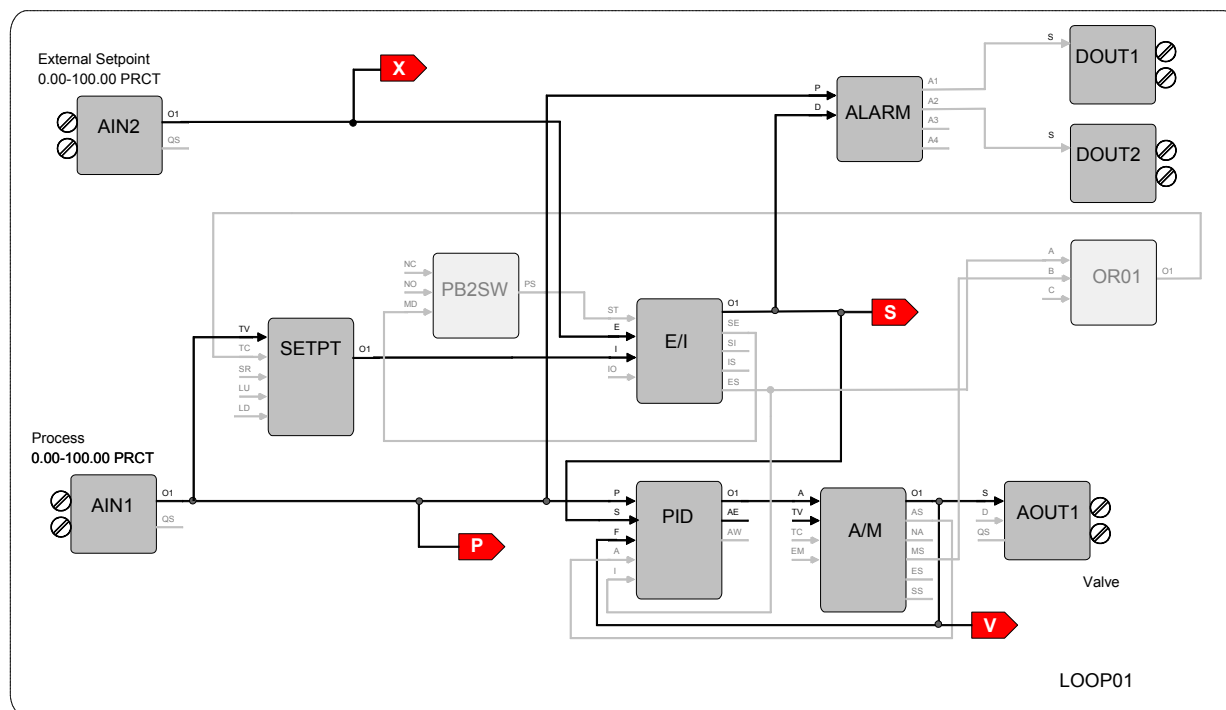 External Setpoint
0.00-100.00 PRCT
X
AIN2
O1
QS
P
D
ALARM
A1
A2
A3
A4
S
DOUT1
S
DOUT2
NC
NO
MD
PB2SW
PS
ST
E
I
IO
E/I
O1
SE
SI
IS
ES
S
A
B
C
OR01
O1
TV
TC
SR
LU
LD
SETPT
O1
Process
0.00-100.00 PRCT
AIN1
O1
QS
P
P
S
F
A
I
PID
O1
AE
AW
A
TV
TC
EM
A/M
O1
AS
NA
MS
ES
SS
S
D
QS
AOUT1
Valve
V
LOOP01